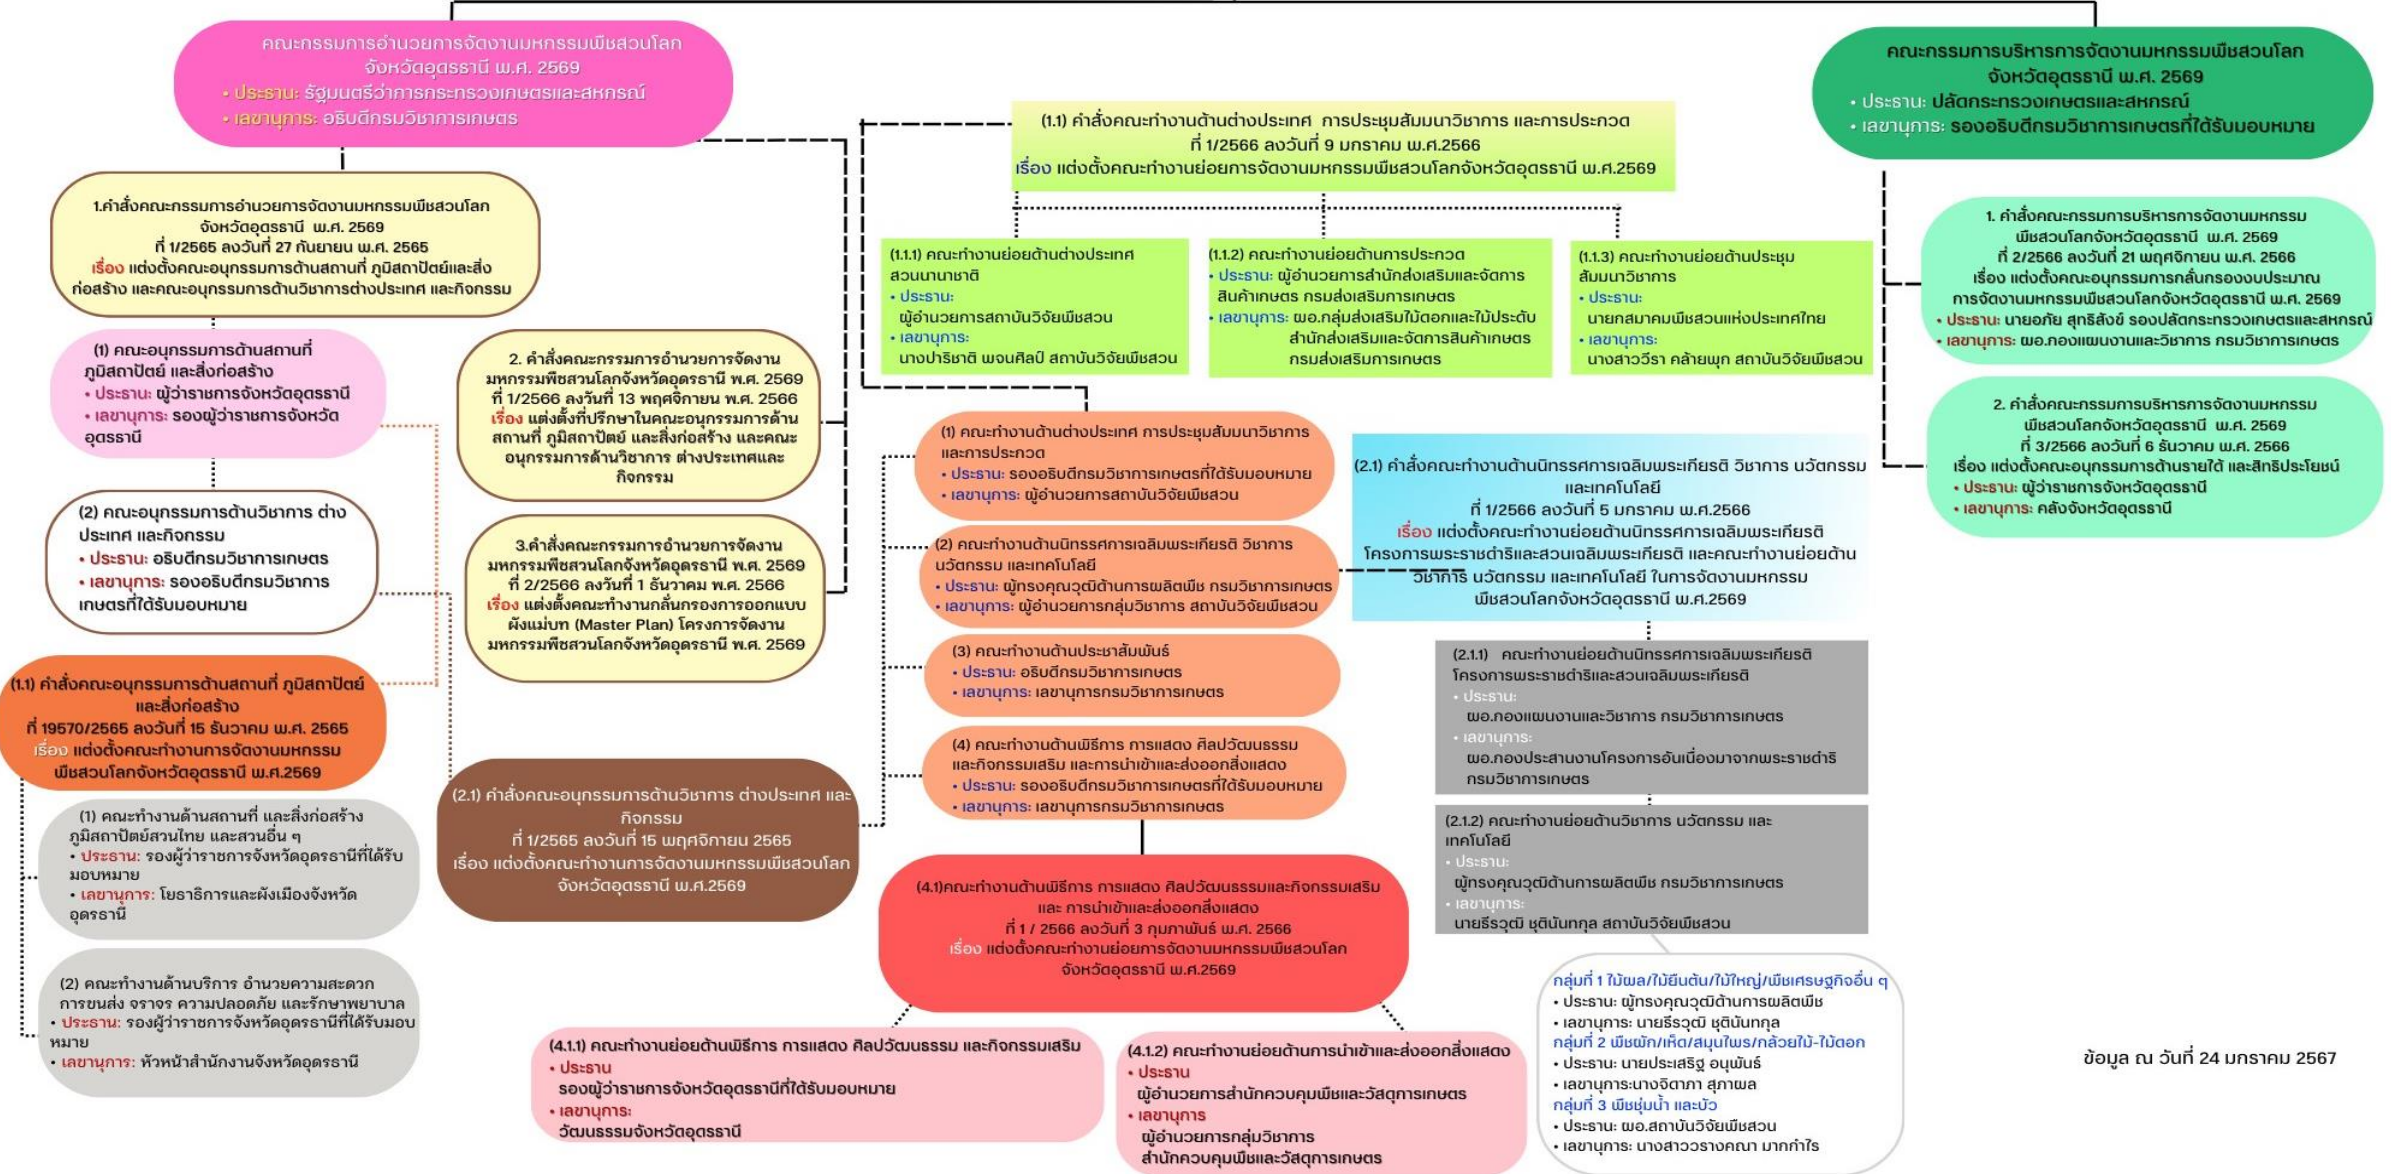 คณะกรรมการอำนวยการจัดงานมหกรรมพืชสวนโลก
จังหวัดอุดรธานี พ.ศ. 2569
• ประธาน: รัฐมนตรีว่าการกระทรวงเกษตรและสหกรณ์
• เลขานุการ: อธิบดีกรมวิชาการเกษตร
คณะกรรมการบริหารการจัดงานมหกรรมพืชสวนโลก
จังหวัดอุดรธานี พ.ศ. 2569
• ประธาน: ปลัดกระทรวงเกษตรและสหกรณ์
• เลขานุการ: รองอธิบดีกรมวิชาการเกษตรที่ได้รับมอบหมาย
1.คำสั่งคณะกรรมการอำนวยการจัดงานมหกรรมพืชสวนโลก
จังหวัดอุดรธานี พ.ศ. 2569
ที่ 1/2565 ลงวันที่ 27 กันยายน พ.ศ. 2565
เรื่อง แต่งตั้งคณะอนุกรรมการด้านสถานที่ ภูมิสถาปัตย์และสิ่ง
ก่อสร้าง และคณะอนุกรรมการด้านวิชาการต่างประเทศ และกิจกรรม
(1) คณะอนุกรรมการด้านสถานที่
ภูมิสถาปัตย์ และสิ่งก่อสร้าง
• ประธาน: ผู้ว่าราชการจังหวัดอุดรธานี
• เลขานุการ: รองผู้ว่าราชการจังหวัด
อุดรธานี
(2) คณะอนุกรรมการด้านวิชาการ ต่าง
ประเทศ และกิจกรรม
• ประธาน: อธิบดีกรมวิชาการเกษตร
• เลขานุการ: รองอธิบดีกรมวิชาการ
เกษตรที่ได้รับมอบหมาย
(1.1) คำสั่งคณะอนุกรรมการด้านสถานที่ ภูมิสถาปัตย์
และสิ่งก่อสร้าง
ที่ 19570/2565 ลงวันที่ 15 ธันวาคม พ.ศ. 2565
เรื่อง แต่งตั้งคณะทำงานการจัดงานมหกรรม
พืชสวนโลกจังหวัดอุดรธานี พ.ศ.2569
(1) คณะทำงานด้านสถานที่ และสิ่งก่อสร้าง
ภูมิสถาปัตย์สวนไทย และสวนอื่น ๆ
• ประธาน: รองผู้ว่าราชการจังหวัดอุดรธานีที่ได้รับ
มอบหมาย
• เลขานุการ: โยธาธิการและผังเมืองจังหวัด
อุดรธานี
(2) คณะทำงานด้านบริการ อำนวยความสะดวก
การขนส่ง จราจร ความปลอดภัย และรักษาพยาบาล
• ประธาน: รองผู้ว่าราชการจังหวัดอุดรธานีที่ได้รับมอบ
หมาย
• เลขานุการ: หัวหน้าสำนักงานจังหวัดอุดรธานี
2. คำสั่งคณะกรรมการอำนวยการจัดงาน
มหกรรมพืชสวนโลกจังหวัดอุดรธานี พ.ศ. 2569
ที่ 1/2566 ลงวันที่ 13 พฤศจิกายน พ.ศ. 2566
เรื่อง แต่งตั้งที่ปรึกษาในคณะอนุกรรมการด้าน
สถานที่ ภูมิสถาปัตย์ และสิ่งก่อสร้าง และคณะ
อนุกรรมการด้านวิชาการ ต่างประเทศและ
กิจกรรม
3.คำสั่งคณะกรรมการอำนวยการจัดงาน
มหกรรมพืชสวนโลกจังหวัดอุดรธานี พ.ศ. 2569
ที่ 2/2566 ลงวันที่ 1 ธันวาคม พ.ศ. 2566
เรื่อง แต่งตั้งคณะทำงานกลั่นกรองการออกแบบ
ผังแม่บท (Master Plan) โครงการจัดงาน
มหกรรมพืชสวนโลกจังหวัดอุดรธานี พ.ศ. 2569
(2.1) คำสั่งคณะอนุกรรมการด้านวิชาการ ต่างประเทศ และ
กิจกรรม
ที่ 1/2565 ลงวันที่ 15 พฤศจิกายน 2565
เรื่อง แต่งตั้งคณะทำงานการจัดงานมหกรรมพืชสวนโลก
จังหวัดอุดรธานี พ.ศ.2569
(1.1) คำสั่งคณะทำงานด้านต่างประเทศ การประชุมสัมมนาวิชาการ และการประกวด
ที่ 1/2566 ลงวันที่ 9 มกราคม พ.ศ.2566
เรื่อง แต่งตั้งคณะทำงานย่อยการจัดงานมหกรรมพืชสวนโลกจังหวัดอุดรธานี พ.ศ.2569
(1.1.1) คณะทำงานย่อยด้านต่างประเทศ
สวนนานาชาติ
• ประธาน:
ผู้อำนวยการสถาบันวิจัยพืชสวน
• เลขานุการ:
นางปาริชาติ พจนศิลป์ สถาบันวิจัยพืชสวน
(1.1.2) คณะทำงานย่อยด้านการประกวด
• ประธาน: ผู้อำนวยการสำนักส่งเสริมและจัดการ
สินค้าเกษตร กรมส่งเสริมการเกษตร
• เลขานุการ: ผอ.กลุ่มส่งเสริมไม้ดอกและไม้ประดับ
สำนักส่งเสริมและจัดการสินค้าเกษตร
กรมส่งเสริมการเกษตร
(1.1.3) คณะทำงานย่อยด้านประชุม
สัมมนาวิชาการ
• ประธาน:
นายกสมาคมพืชสวนแห่งประเทศไทย
• เลขานุการ:
นางสาววีรา คล้ายพุก สถาบันวิจัยพืชสวน
(1) คณะทำงานด้านต่างประเทศ การประชุมสัมมนาวิชาการ
และการประกวด
• ประธาน: รองอธิบดีกรมวิชาการเกษตรที่ได้รับมอบหมาย
• เลขานุการ: ผู้อำนวยการสถาบันวิจัยพืชสวน
(2) คณะทำงานด้านนิทรรศการเฉลิมพระเกียรติ วิชาการ
นวัตกรรม และเทคโนโลยี
• ประธาน: ผู้ทรงคุณวุฒิด้านการผลิตพืช กรมวิชาการเกษตร
• เลขานุการ: ผู้อำนวยการกลุ่มวิชาการ สถาบันวิจัยพืชสวน
(3) คณะทำงานด้านประชาสัมพันธ์
• ประธาน: อธิบดีกรมวิชาการเกษตร
• เลขานุการ: เลขานุการกรมวิชาการเกษตร
(4) คณะทำงานด้านพิธีการ การแสดง ศิลปวัฒนธรรม
และกิจกรรมเสริม และการนำเข้าและส่งออกสิ่งแสดง
• ประธาน: รองอธิบดีกรมวิชาการเกษตรที่ได้รับมอบหมาย
• เลขานุการ: เลขานุการกรมวิชาการเกษตร
(4.1)คณะทำงานด้านพิธีการ การแสดง ศิลปวัฒนธรรมและกิจกรรมเสริม
และ การนำเข้าและส่งออกสิ่งแสดง
ที่ 1 / 2566 ลงวันที่ 3 กุมภาพันธ์ พ.ศ. 2566
เรื่อง แต่งตั้งคณะทำงานย่อยการจัดงานมหกรรมพืชสวนโลก
จังหวัดอุดรธานี พ.ศ.2569
(4.1.1) คณะทำงานย่อยด้านพิธีการ การแสดง ศิลปวัฒนธรรม และกิจกรรมเสริม
• ประธาน
รองผู้ว่าราชการจังหวัดอุดรธานีที่ได้รับมอบหมาย
• เลขานุการ:
วัฒนธรรมจังหวัดอุดรธานี
(4.1.2) คณะทำงานย่อยด้านการนำเข้าและส่งออกสิ่งแสดง
• ประธาน
ผู้อำนวยการสำนักควบคุมพืชและวัสดุการเกษตร
• เลขานุการ
ผู้อำนวยการกลุ่มวิชาการ
สำนักควบคุมพืชและวัสดุการเกษตร
(2.1) คำสั่งคณะทำงานด้านนิทรรศการเฉลิมพระเกียรติ วิชาการ นวัตกรรม
และเทคโนโลยี
ที่ 1/2566 ลงวันที่ 5 มกราคม พ.ศ.2566
เรื่อง แต่งตั้งคณะทำงานย่อยด้านนิทรรศการเฉลิมพระเกียรติ
โครงการพระราชดำริและสวนเฉลิมพระเกียรติ และคณะทำงานย่อยด้าน
วิชาการ นวัตกรรม และเทคโนโลยี ในการจัดงานมหกรรม
พืชสวนโลกจังหวัดอุดรธานี พ.ศ.2569
(2.1.1) คณะทำงานย่อยด้านนิทรรศการเฉลิมพระเกียรติ
โครงการพระราชดำริและสวนเฉลิมพระเกียรติ
• ประธาน:
ผอ.กองแผนงานและวิชาการ กรมวิชาการเกษตร
• เลขานุการ:
ผอ.กองประสานงานโครงการอันเนื่องมาจากพระราชดำริ
กรมวิชาการเกษตร
(2.1.2) คณะทำงานย่อยด้านวิชาการ นวัตกรรม และ
เทคโนโลยี
• ประธาน:
ผู้ทรงคุณวุฒิด้านการผลิตพืช กรมวิชาการเกษตร
• เลขานุการ:
นายธีรวุฒิ ชุตินันทกุล สถาบันวิจัยพืชสวน
กลุ่มที่ 1 ไม้ผล/ไม้ยืนต้น/ไม้ใหญ่/พืชเศรษฐกิจอื่น ๆ
• ประธาน: ผู้ทรงคุณวุฒิด้านการผลิตพืช
• เลขานุการ: นายธีรวุฒิ ชุตินันทกุล
กลุ่มที่ 2 พืชผัก/เห็ด/สมุนไพร/กล้วยไม้-ไม้ดอก
• ประธาน: นายประเสริฐ อนุพันธ์
• เลขานุการ:นางจิดาภา สุภาผล
กลุ่มที่ 3 พืชชุ่มน้ำ และบัว
• ประธาน: ผอ.สถาบันวิจัยพืชสวน
• เลขานุการ: นางสาววรางคณา มากกำไร
1. คำสั่งคณะกรรมการบริหารการจัดงานมหกรรม
พืชสวนโลกจังหวัดอุดรธานี พ.ศ. 2569
ที่ 2/2566 ลงวันที่ 21 พฤศจิกายน พ.ศ. 2566
เรื่อง แต่งตั้งคณะอนุกรรมการกลั่นกรองงบประมาณ
การจัดงานมหกรรมพืชสวนโลกจังหวัดอุดรธานี พ.ศ. 2569
• ประธาน: นายอภัย สุทธิสังข์ รองปลัดกระทรวงเกษตรและสหกรณ์
• เลขานุการ: ผอ.กองแผนงานและวิชาการ กรมวิชาการเกษตร
2. คำสั่งคณะกรรมการบริหารการจัดงานมหกรรม
พืชสวนโลกจังหวัดอุดรธานี พ.ศ. 2569
ที่ 3/2566 ลงวันที่ 6 ธันวาคม พ.ศ. 2566
เรื่อง แต่งตั้งคณะอนุกรรมการด้านรายได้ และสิทธิประโยชน์
• ประธาน: ผู้ว่าราชการจังหวัดอุดรธานี
• เลขานุการ: คลังจังหวัดอุดรธานี
ข้อมูล ณ วันที่ 24 มกราคม 2567